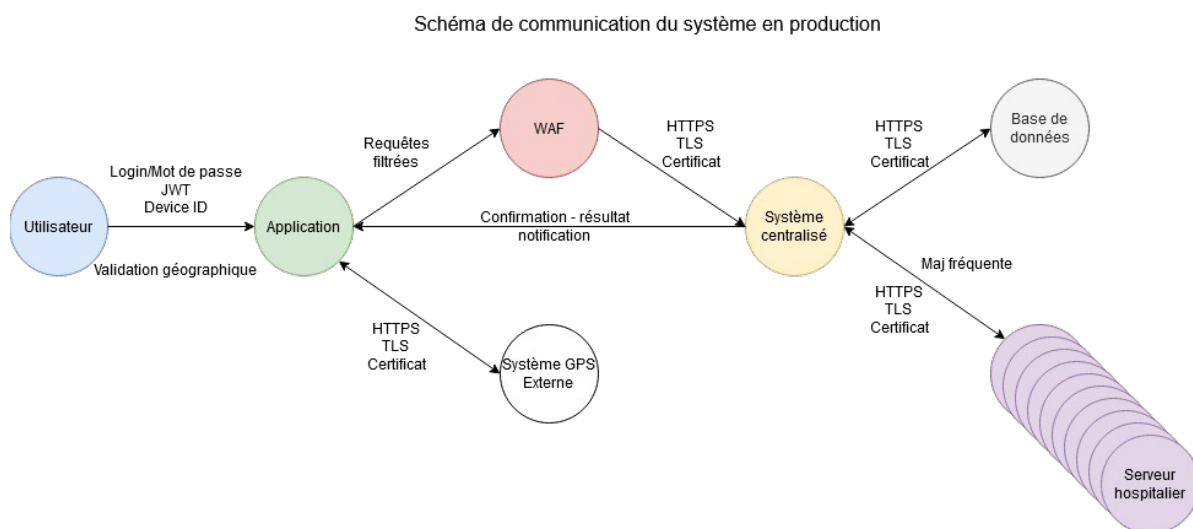 Schéma de communication du système en production
Utilisateur
Login/Mot de passe
JWT
Device ID
Validation géographique
Application
Requêtes
filtrées
WAF
HTTPS
TLS
Certificat
Confirmation - résultat
notification
Système
centralisé
HTTPS
TLS
Certificat
Base de
données
HTTPS
TLS
Certificat
Système GPS
Externe
Maj fréquente
HTTPS
TLS
Certificat
Serveur
hospitalier